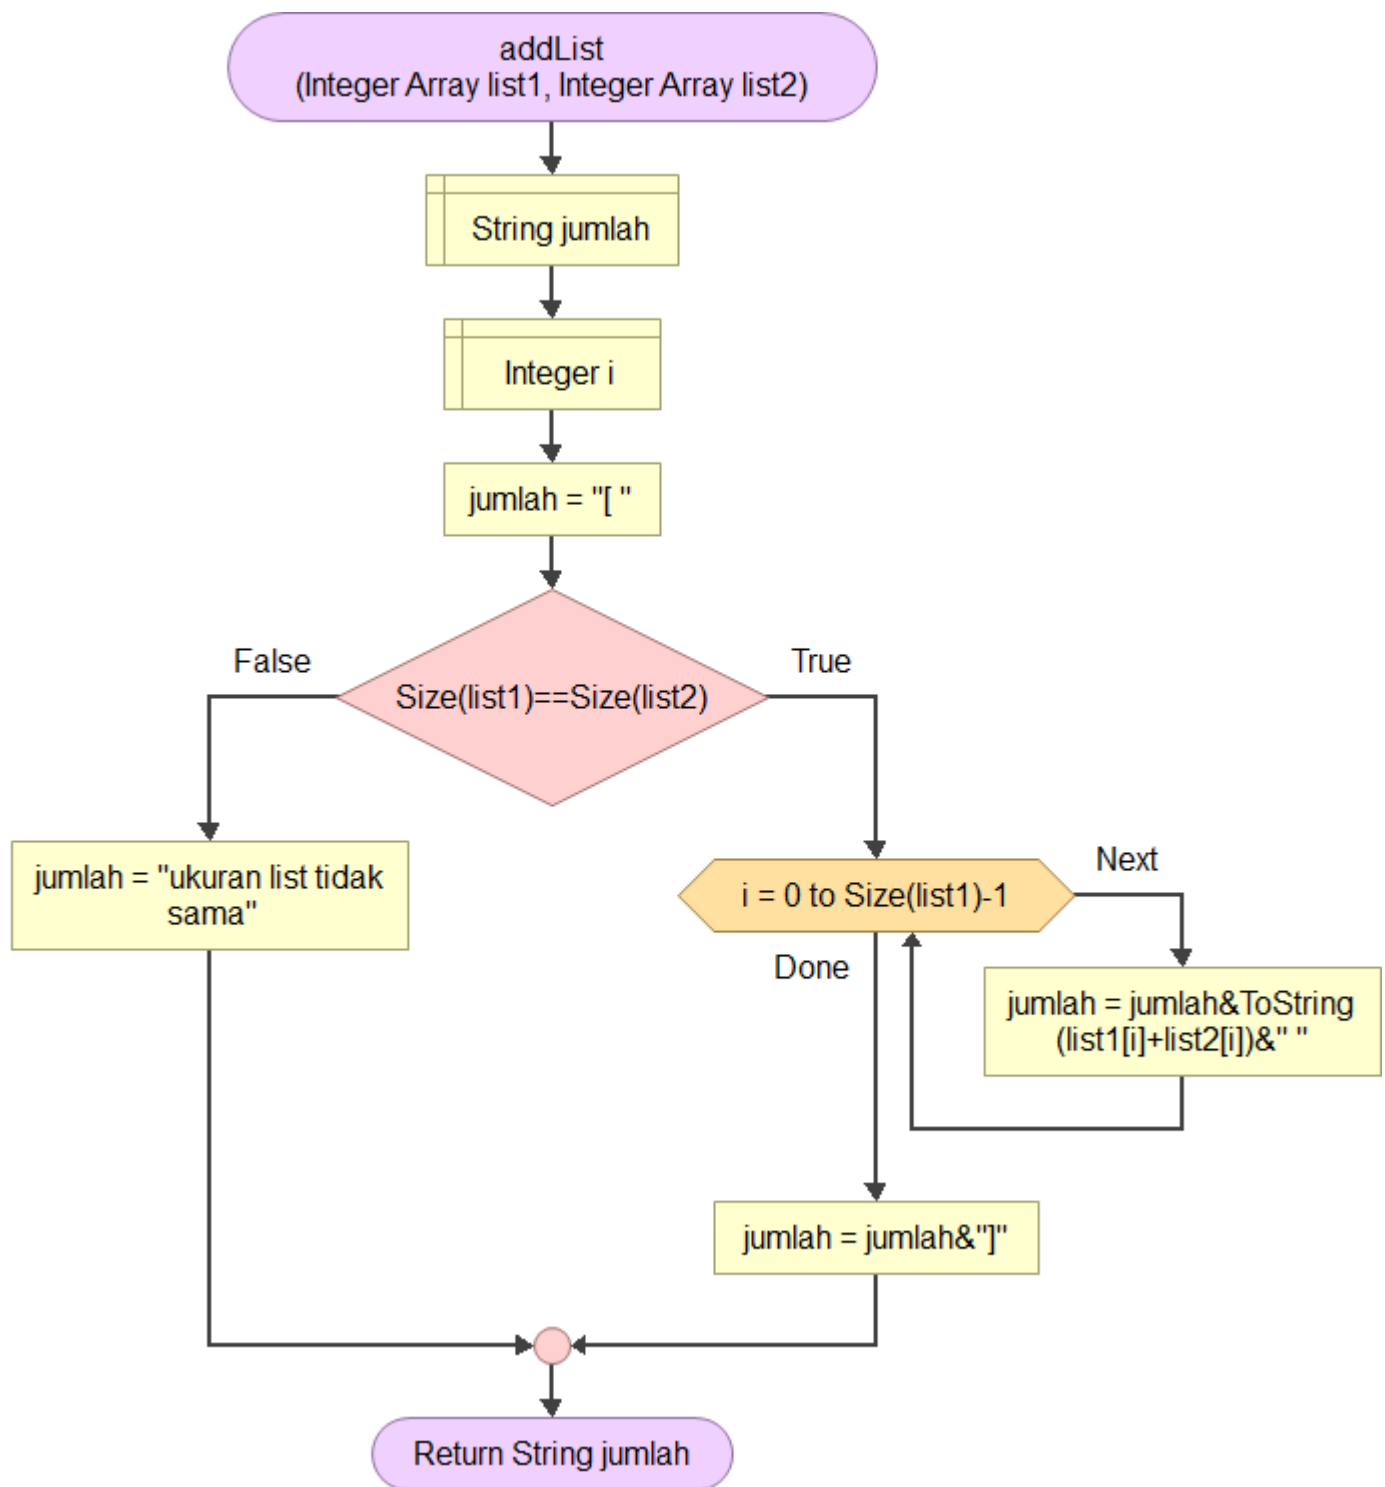 addList
(Integer Array list1, Integer Array list2)
String jumlah
Integer i
jumlah = "[ "
False
True
Size(list1)==Size(list2)
jumlah = "ukuran list tidak
sama"
i = 0 to Size(list1)-1
Next
Done
jumlah = jumlah&ToString
(list1[i]+list2[i])&" "
jumlah = jumlah&"]"
Return String jumlah